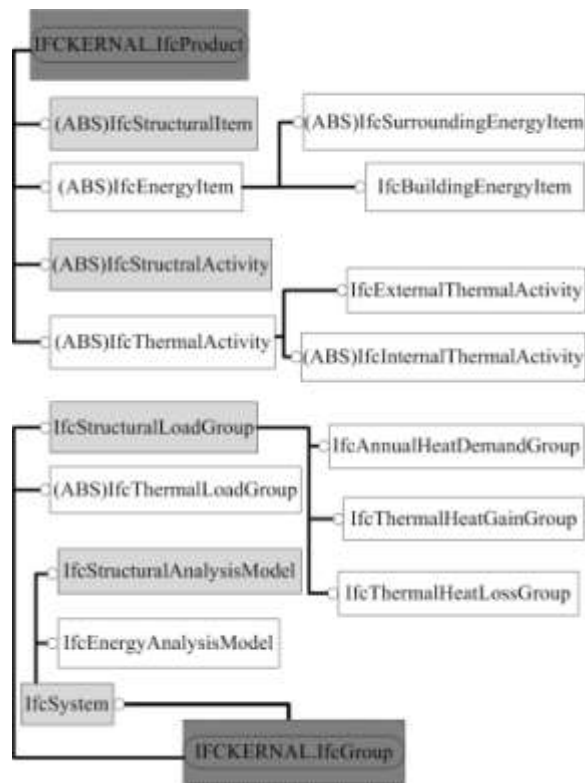 IFCKERNAL.IfcProduct
(ABS)IfcStructuralItem
(ABS)IfcSurroundingEnergyItem
(ABS)IfcEnergyItem
IfcBuildingEnergyItem
(ABS)IfcStructralActivity
IfcExternalThermalActivity
(ABS)IfcThermalActivity
(ABS)IfcInternalThermalActivity
IfcStructuralLoadGroup
IfcAnnualHeatDemandGroup
(ABS)IfcThermalLoadGroup
IfcThermalHeatGainGroup
IfcStructuralAnalysisModel
IfcThermalHeatLossGroup
IfcEnergyAnalysisModel
IfcSystem
IFCKERNAL.IfcGroup